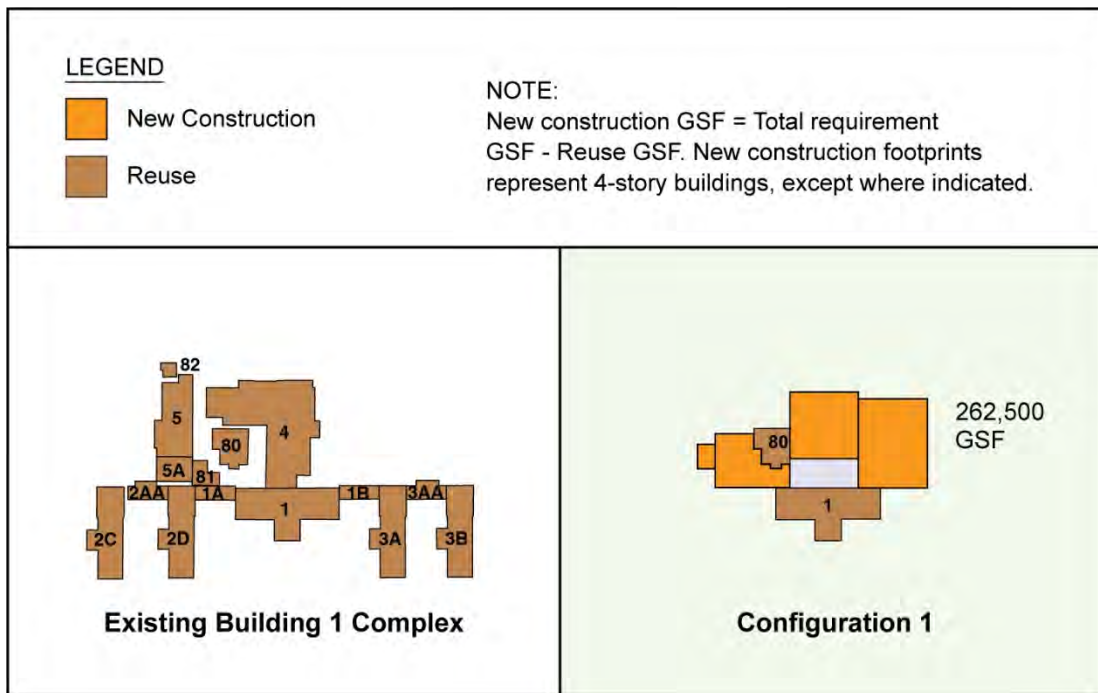 LEGEND
New Construction
Reuse
NOTE:
New construction GSF = Total requirement
GSF - Reuse GSF. New construction footprints
represent 4-story buildings, except where indicated.
82
5
4
80
5A
81
2AA
1A
1
1B
3AA
2C
2D
3A
3B
Existing Building 1 Complex
80
262,500
GSF
1
Configuration 1